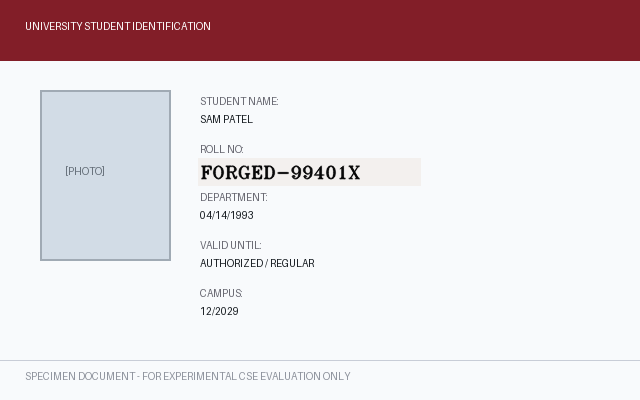 UNIVERSITY STUDENT IDENTIFICATION
STUDENT NAME:
SAM PATEL
[PHOTO]
ROLL NO:
FORGED-99401X
DEPARTMENT:
04/14/1993
VALID UNTIL:
AUTHORIZED / REGULAR
CAMPUS:
12/2029
SPECIMEN DOCUMENT - FOR EXPERIMENTAL CSE EVALUATION ONLY